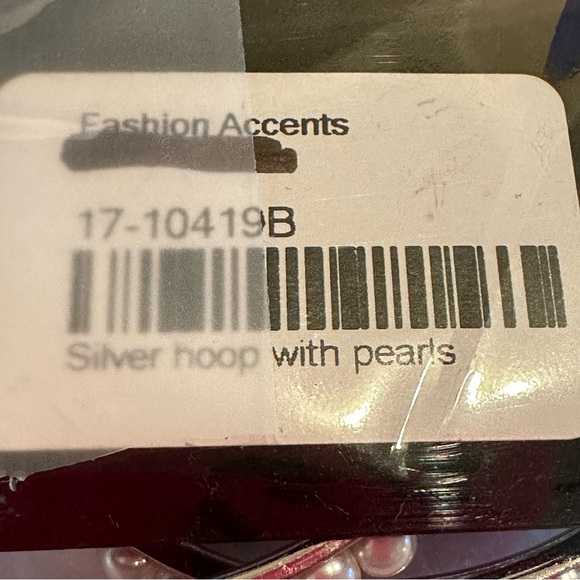 Fashion Accents
17-10419B
Silver hoop with pearls